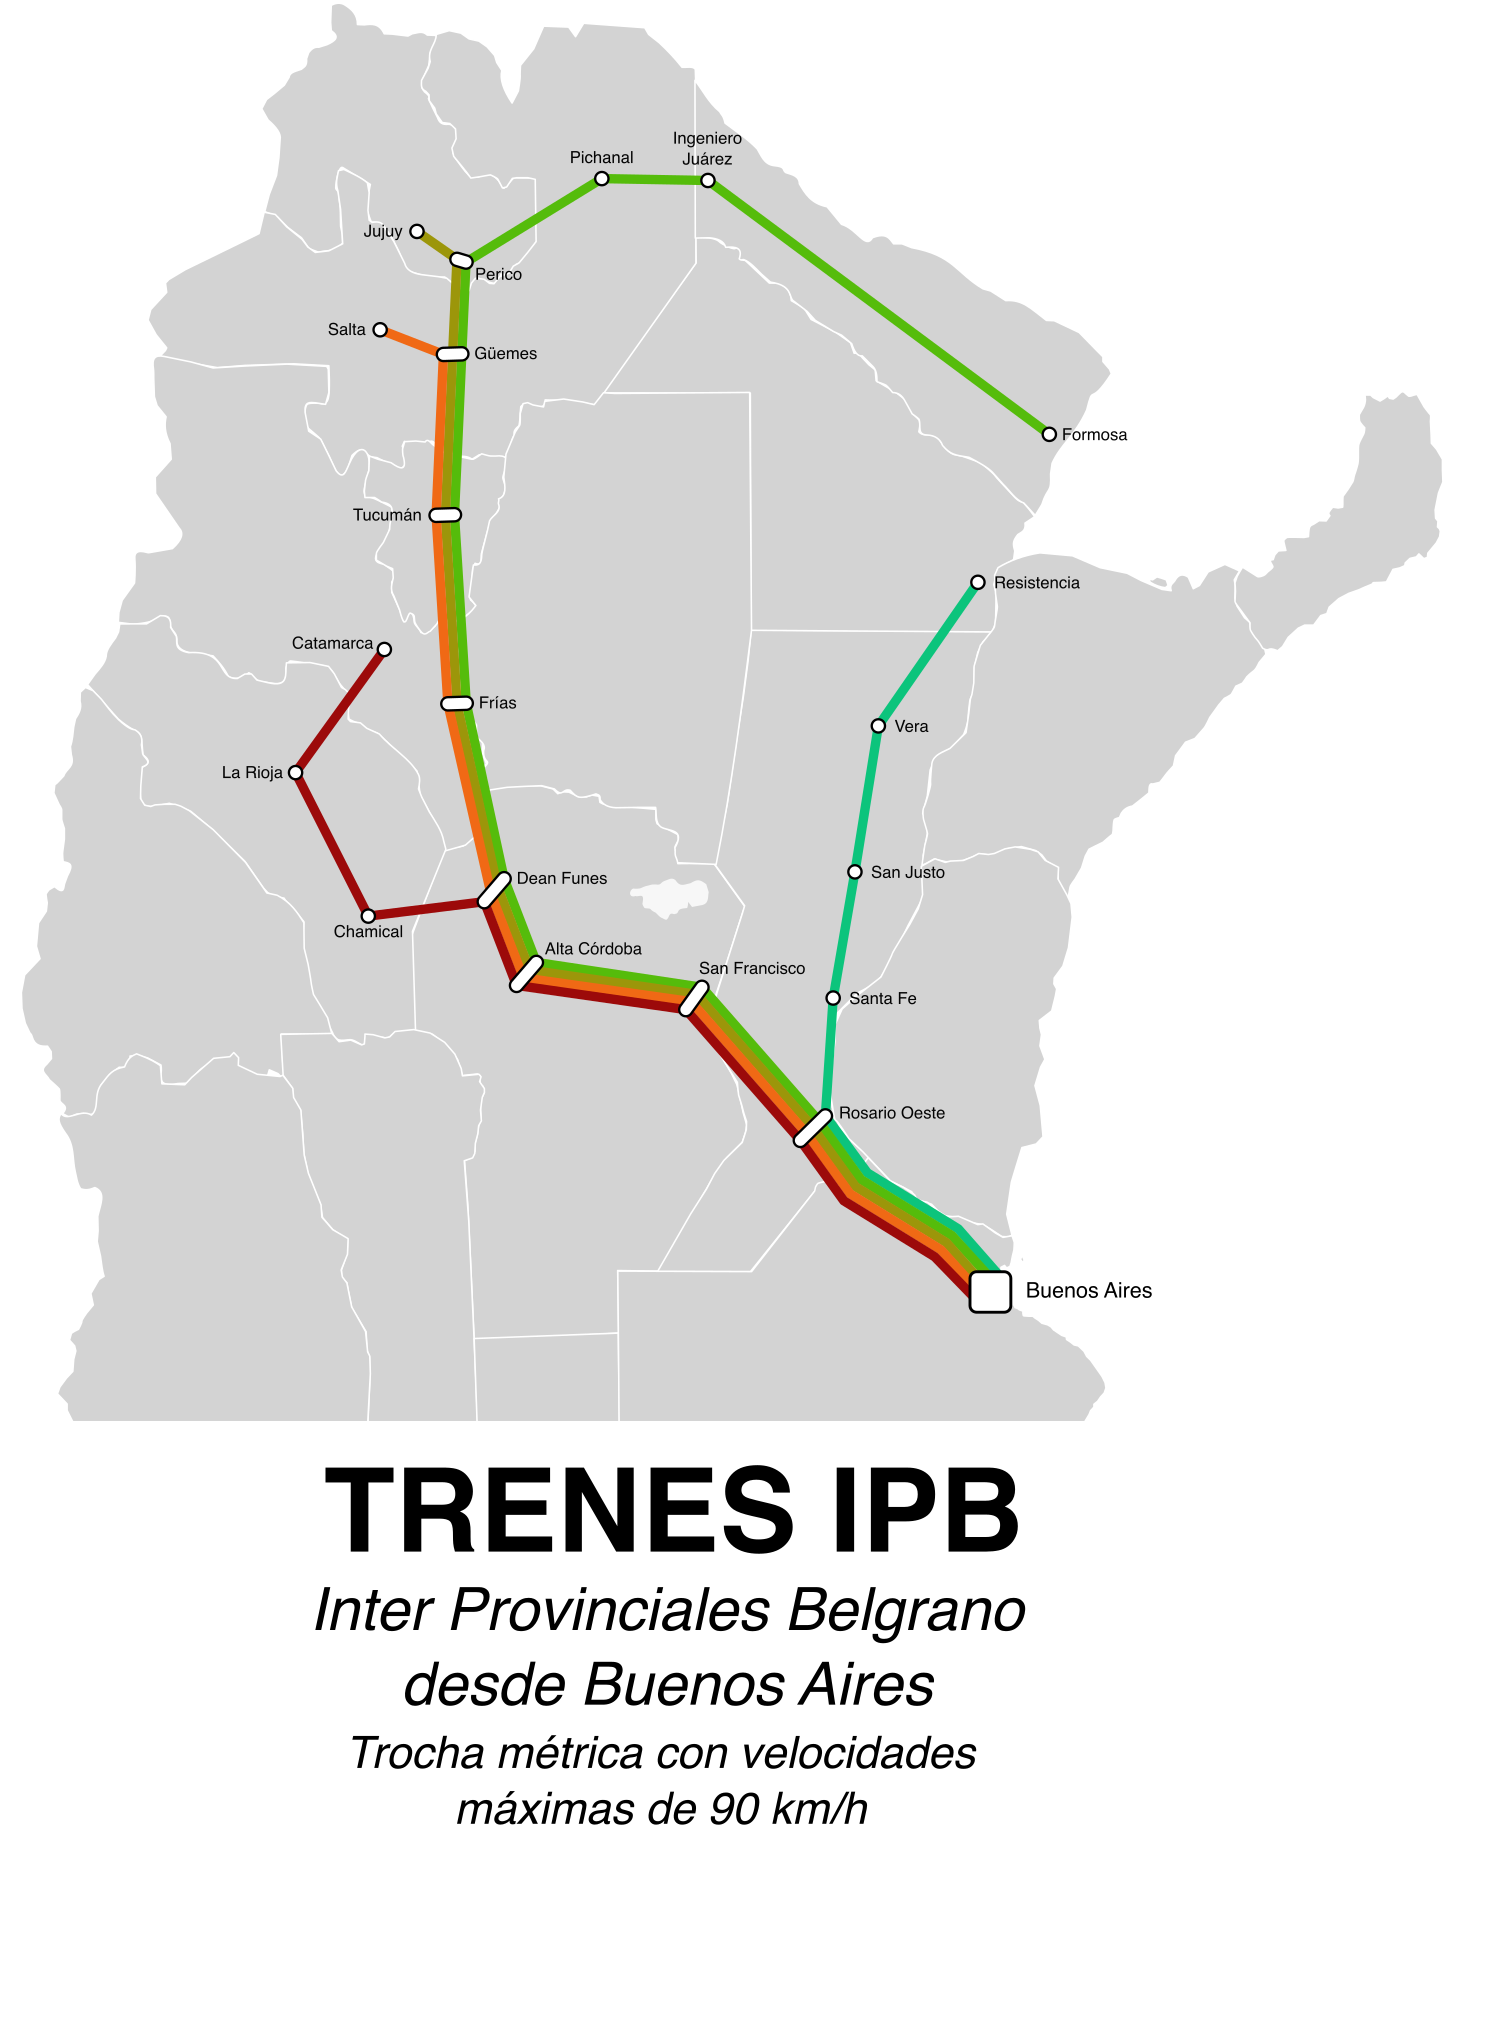 Ingeniero
Juárez
Pichanal
Jujuy
Perico
Salta
Güemes
Formosa
Tucumán
Resistencia
Catamarca
Frías
Vera
La Rioja
San Justo
Dean Funes
Chamical
Alta Córdoba
San Francisco
Santa Fe
Rosario Oeste
Buenos Aires
TRENES IPB
Inter Provinciales Belgrano
desde Buenos Aires
Trocha métrica con velocidades
máximas de 90 km/h